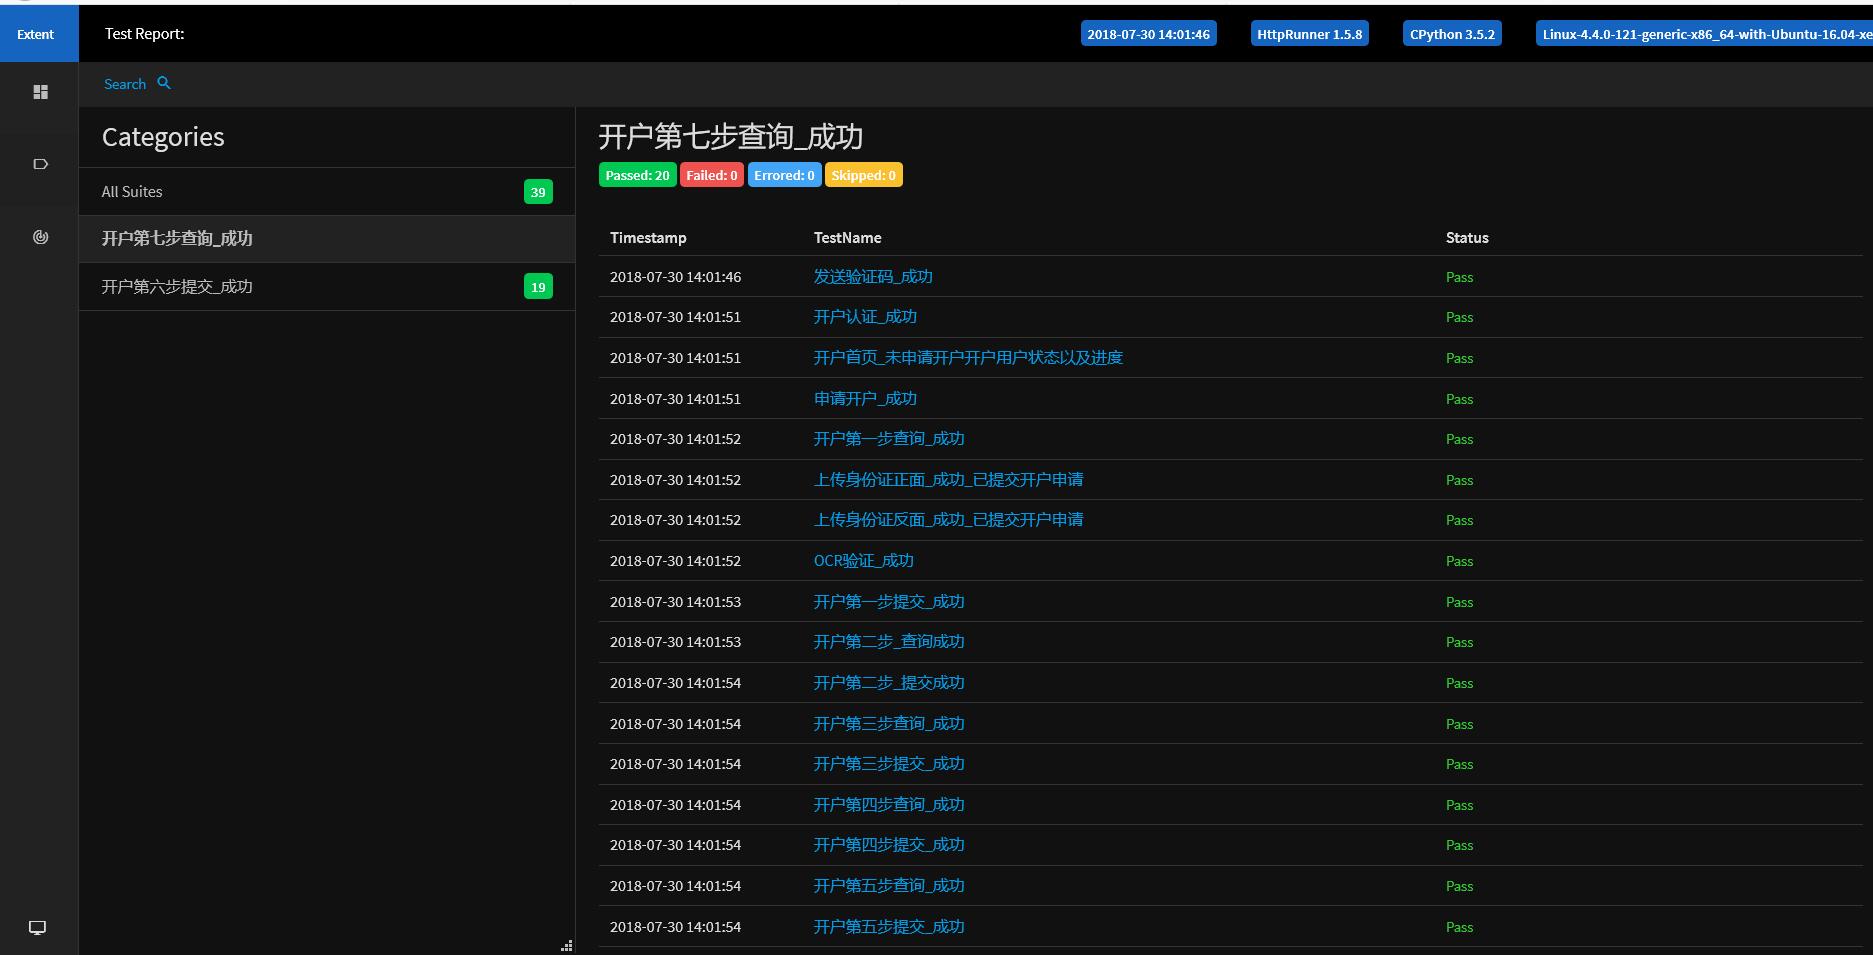 Extent
Test Report:
2018-07-30 14:01:46
HttpRunner 1.5.8
CPython 3.5.2
Linux-4.4.0-121-generic-x86_64-with-Ubuntu-16.04-xe
Search
Categories
All Suites 39
开户第七步查询_成功
开户第六步提交_成功 19
开户第七步查询_成功
Passed: 20 Failed: 0 Errored: 0 Skipped: 0
Timestamp TestName Status
2018-07-30 14:01:46 发送验证码_成功 Pass
2018-07-30 14:01:51 开户认证_成功 Pass
2018-07-30 14:01:51 开户首页_未申请开户开户用户状态以及进度 Pass
2018-07-30 14:01:51 申请开户_成功 Pass
2018-07-30 14:01:52 开户第一步查询_成功 Pass
2018-07-30 14:01:52 上传身份证正面_成功_已提交开户申请 Pass
2018-07-30 14:01:52 上传身份证反面_成功_已提交开户申请 Pass
2018-07-30 14:01:52 OCR验证_成功 Pass
2018-07-30 14:01:53 开户第一步提交_成功 Pass
2018-07-30 14:01:53 开户第二步_查询成功 Pass
2018-07-30 14:01:54 开户第二步_提交成功 Pass
2018-07-30 14:01:54 开户第三步查询_成功 Pass
2018-07-30 14:01:54 开户第三步提交_成功 Pass
2018-07-30 14:01:54 开户第四步查询_成功 Pass
2018-07-30 14:01:54 开户第四步提交_成功 Pass
2018-07-30 14:01:54 开户第五步查询_成功 Pass
2018-07-30 14:01:54 开户第五步提交_成功 Pass